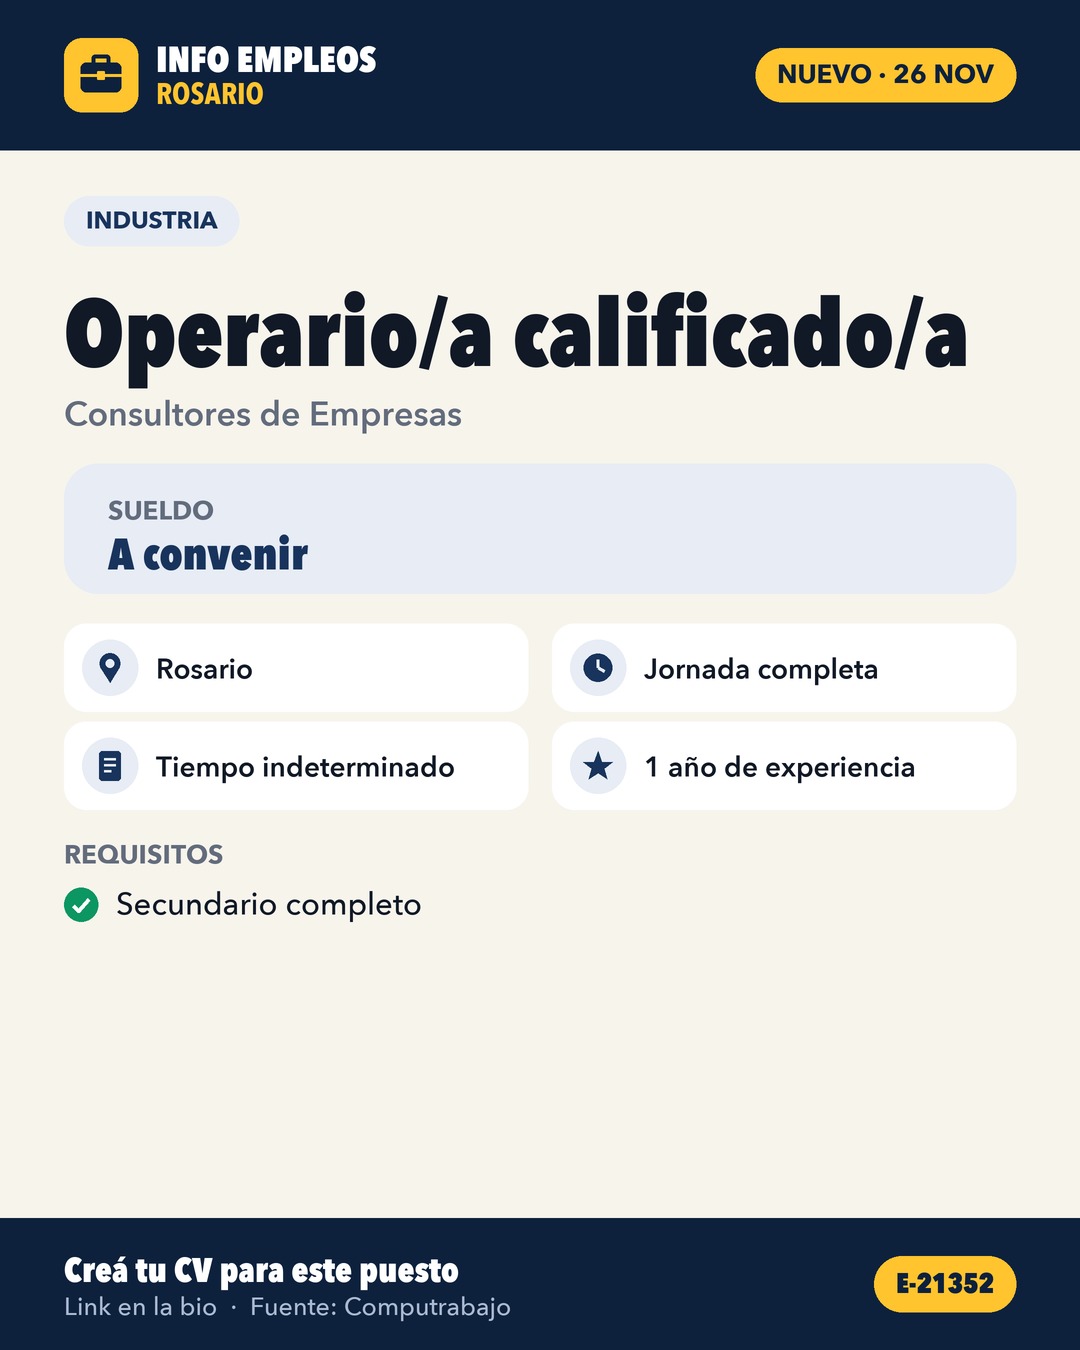 INFO EMPLEOS
ROSARIO
NUEVO · 26 NOV
INDUSTRIA
Operario/a calificado/a
Consultores de Empresas
SUELDO
A convenir
Rosario
Jornada completa
Tiempo indeterminado
1 año de experiencia
REQUISITOS
Secundario completo
Creá tu CV para este puesto
Link en la bio · Fuente: Computrabajo
E-21352